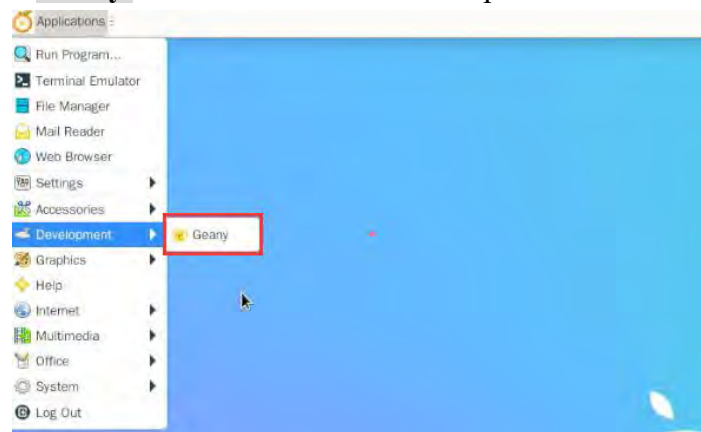 Applications
Run Program...
Terminal Emulator
File Manager
Mail Reader
Web Browser
Settings
Accessories
Development
Geany
Graphics
Help
Internet
Multimedia
Office
System
Log Out